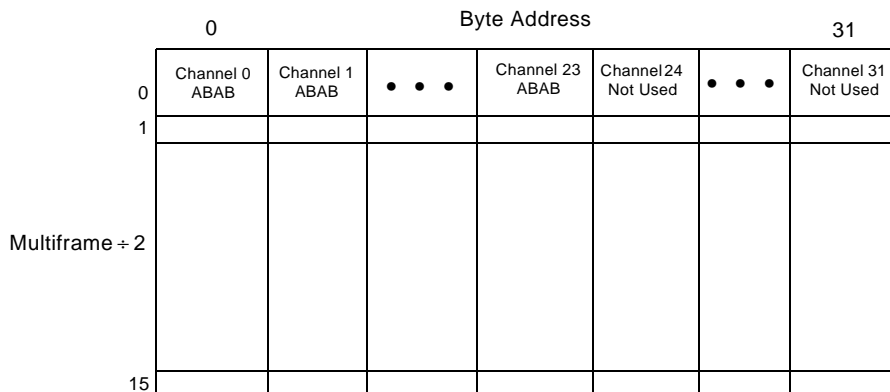 Byte Address
0
31
Channel 0
ABAB
Channel 1
ABAB
• • •
Channel 23
ABAB
Channel24
Not Used
• • •
Channel 31
Not Used
0
1
Multiframe ÷ 2
15